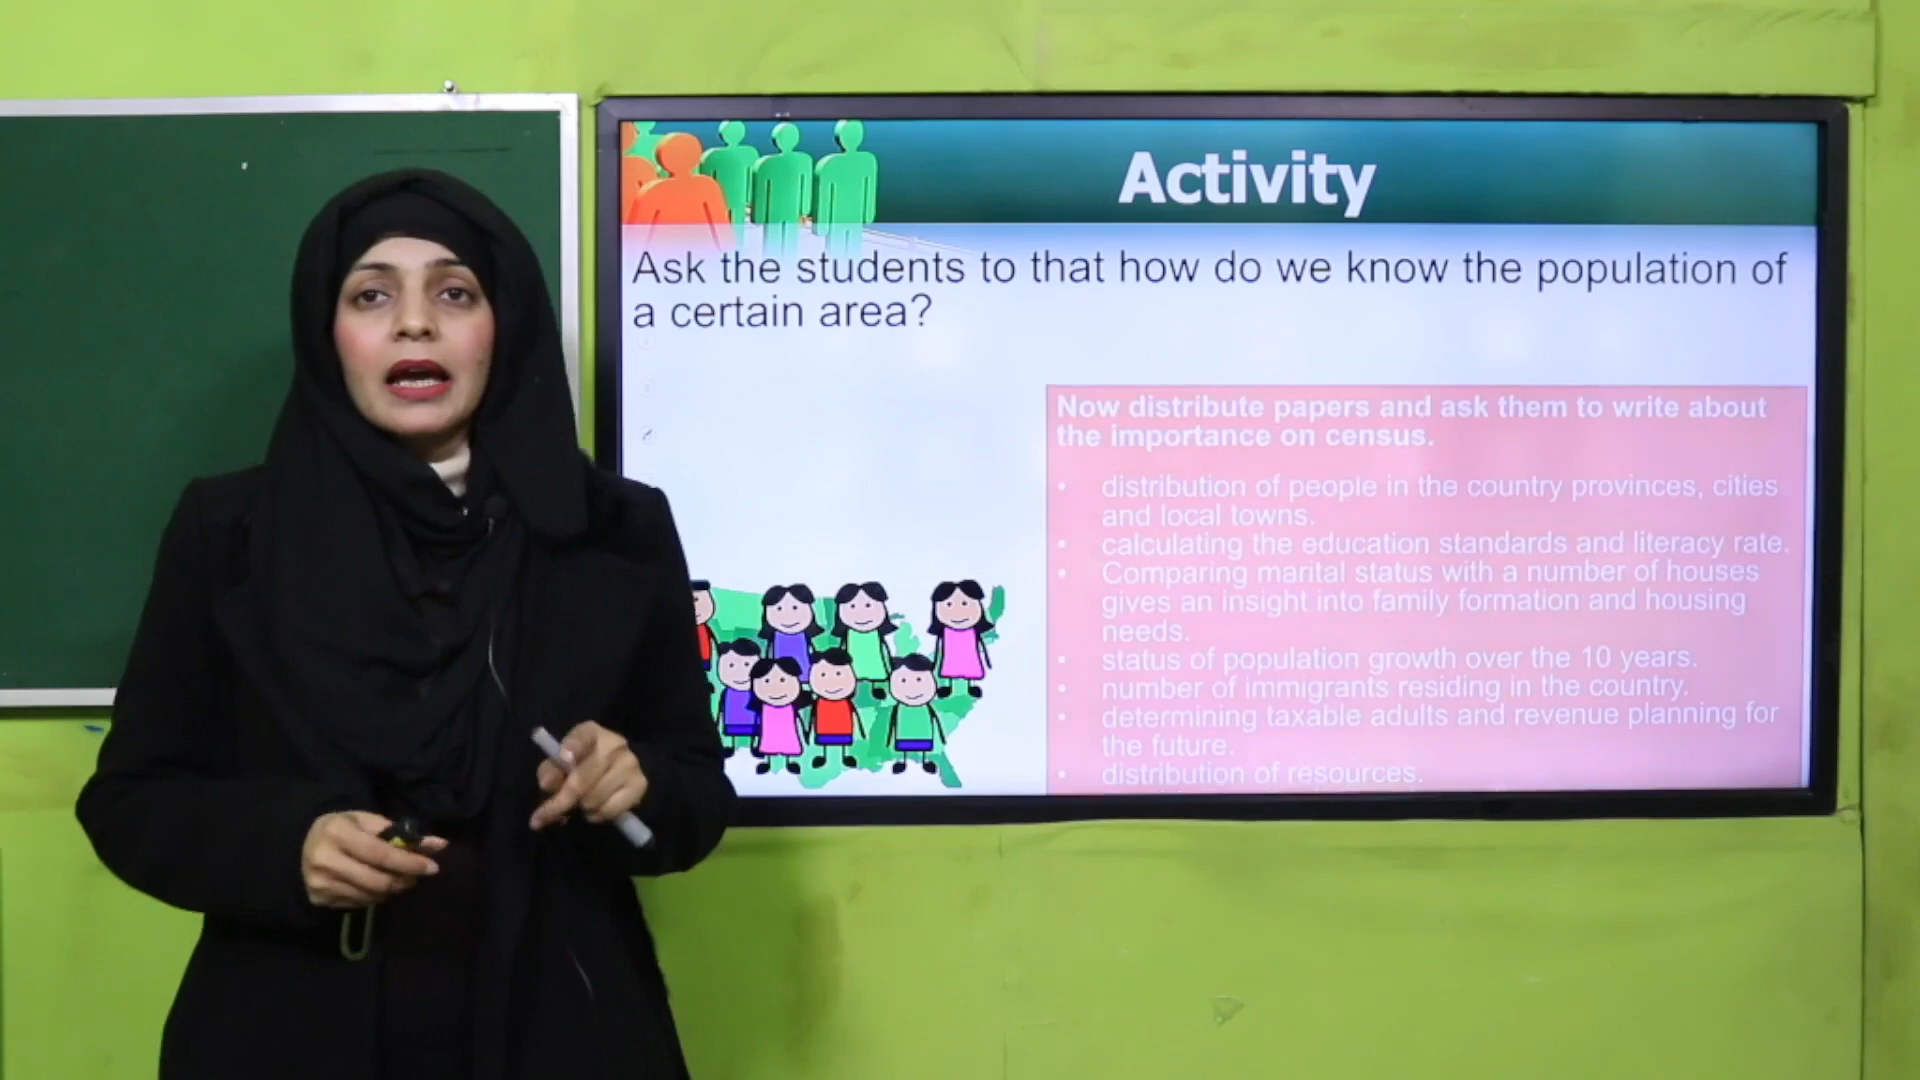 Activity
Ask the students to that how do we know the population of
a certain area?
Now distribute papers and ask them to write about
the importance on census.
• distribution of people in the country provinces, cities
and local towns.
• calculating the education standards and literacy rate.
• Comparing marital status with a number of houses
gives an insight into family formation and housing
needs.
• status of population growth over the 10 years.
• number of immigrants residing in the country.
• determining taxable adults and revenue planning for
the future.
• distribution of resources.